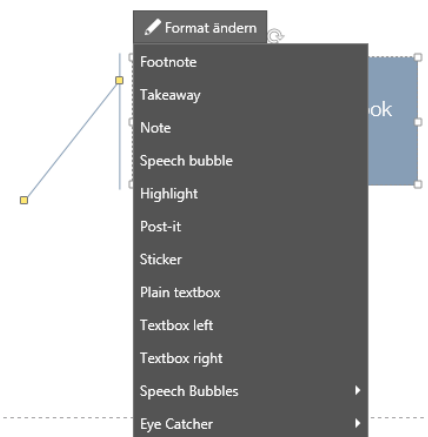 Format ändern
Footnote
Takeaway
Note
Speech bubble
Highlight
Post-it
Sticker
Plain textbox
Textbox left
Textbox right
Speech Bubbles
Eye Catcher